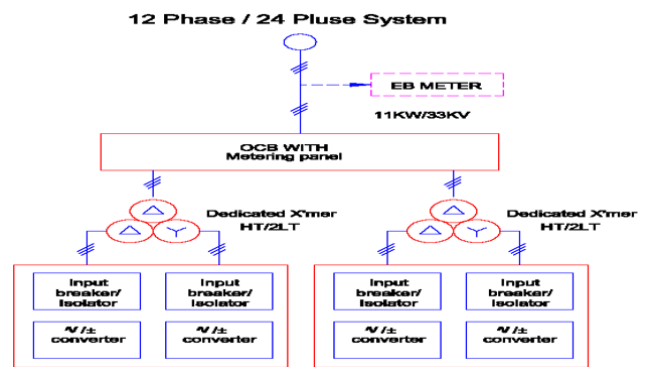 12 Phase / 24 Pluse System
EB METER
11KW/33KV
OCB WITH
Metering panel
Dedicated X'mer
HT/2LT
Dedicated X'mer
HT/2LT
Input
breaker/
Isolator
Input
breaker/
Isolator
Input
breaker/
Isolator
Input
breaker/
Isolator
~/±
converter
~/±
converter
~/±
converter
~/±
converter